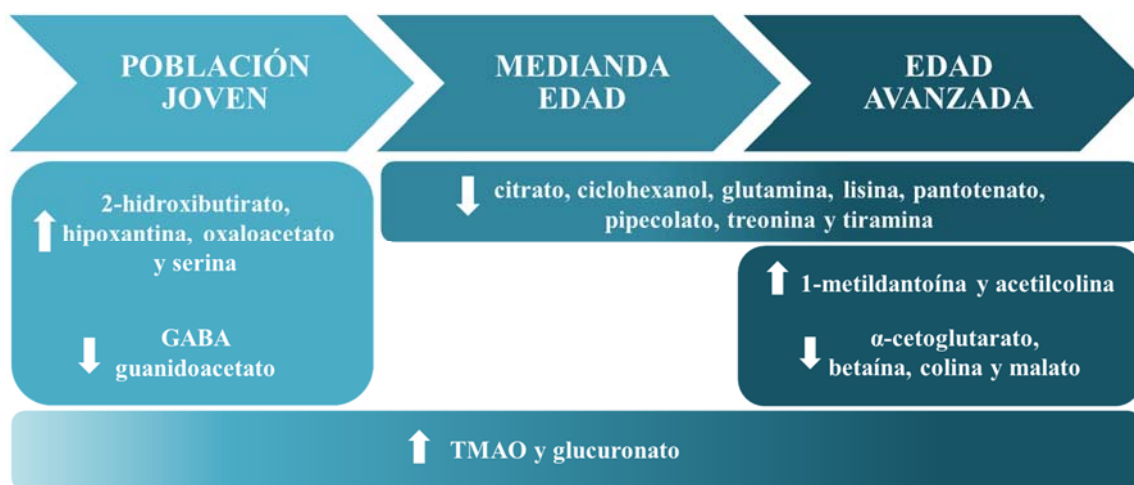 POBLACIÓN
JOVEN
MEDIANDA
EDAD
EDAD
AVANZADA
2-hidroxibutirato,
hipoxantina, oxaloacetato
y serina
GABA
guanidoacetato
citrato, ciclohexanol, glutamina, lisina, pantotenato,
pipecolato, treonina y tiramina
1-metildantoína y acetilcolina
α-cetoglutarato,
betaína, colina y malato
TMAO y glucuronato